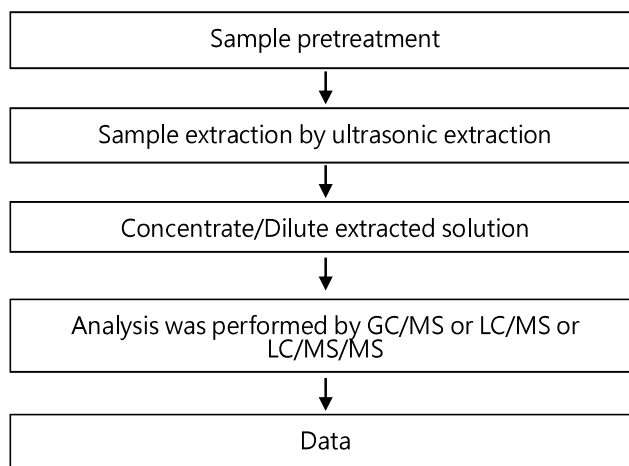 Sample pretreatment
Sample extraction by ultrasonic extraction
Concentrate/Dilute extracted solution
Analysis was performed by GC/MS or LC/MS or
LC/MS/MS
Data